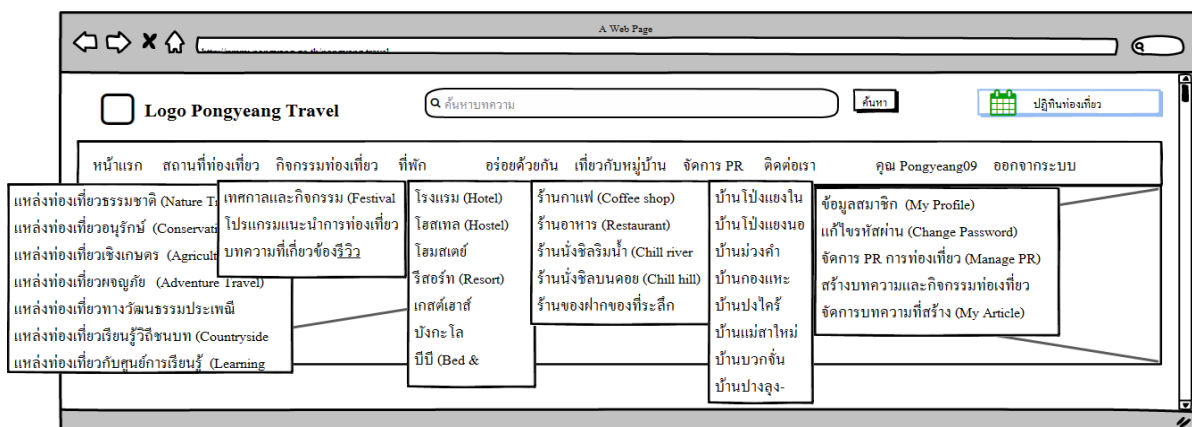 A Web Page
Logo Pongyeang Travel
ค้นหาบทความ
ค้นหา
ปฏิทินท่องเที่ยว
หน้าแรก สถานที่ท่องเที่ยว กิจกรรมท่องเที่ยว ที่พัก อร่อยด้วยกัน เที่ยวกับหมู่บ้าน จัดการ PR ติดต่อเรา คุณ Pongyeang09 ออกจากระบบ
แหล่งท่องเที่ยวธรรมชาติ (Nature
แหล่งท่องเที่ยวอนุรักษ์ (Conservati
แหล่งท่องเที่ยวเชิงเกษตร (Agricult
แหล่งท่องเที่ยวผจญภัย (Adventure Travel)
แหล่งท่องเที่ยวทางวัฒนธรรมประเพณี
แหล่งท่องเที่ยวเรียนรู้วิถีชนบท (Countryside
แหล่งท่องเที่ยวกับศูนย์การเรียนรู้ (Learning
เทศกาลและกิจกรรม (Festival
โปรแกรมแนะนำการท่องเที่ยว
บทความที่เกี่ยวข้องรีวิว
โรงแรม (Hotel)
โฮสเทล (Hostel)
โฮมสเตย์
รีสอร์ท (Resort)
เกสต์เฮาส์
บังกะโล
บีบี (Bed &
ร้านกาแฟ (Coffee shop)
ร้านอาหาร (Restaurant)
ร้านนั่งชิลริมน้ำ (Chill river
ร้านนั่งชิลบนดอย (Chill hill)
ร้านของฝากของที่ระลึก
บ้านโป่งแยงใน
บ้านโป่งแยงนอ
บ้านม่วงคำ
บ้านกองแหะ
บ้านปงไคร้
บ้านแม่สาใหม่
บ้านบวกจั่น
บ้านปางลุง-
ข้อมูลสมาชิก (My Profile)
แก้ไขรหัสผ่าน (Change Password)
จัดการ PR การท่องเที่ยว (Manage PR)
สร้างบทความและกิจกรรมท่องเที่ยว
จัดการบทความที่สร้าง (My Article)